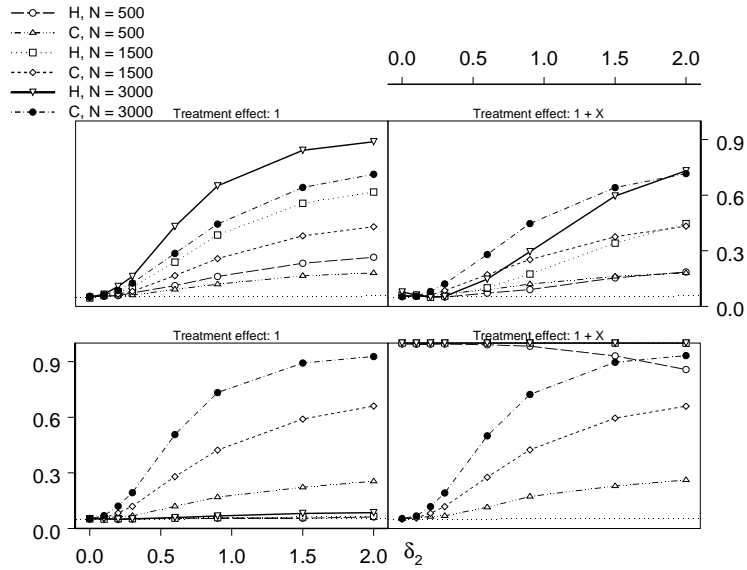 H, N = 500
C, N = 500
H, N = 1500
C, N = 1500
H, N = 3000
C, N = 3000
0.0 0.5 1.0 1.5 2.0
Treatment effect: 1
Treatment effect: 1 + X
0.9
0.6
0.3
0.0
Treatment effect: 1
Treatment effect: 1 + X
0.9
0.6
0.3
0.0
0.0 0.5 1.0 1.5 2.0
δ2